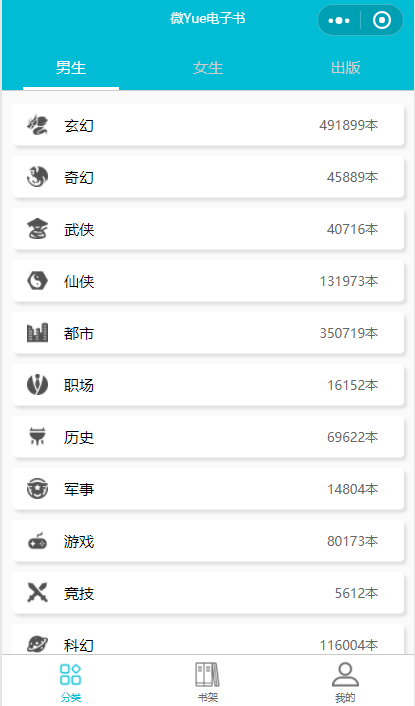 微Yue电子书
男生 女生 出版
玄幻 491899本
奇幻 45889本
武侠 40716本
仙侠 131973本
都市 350719本
职场 16152本
历史 69622本
军事 14804本
游戏 80173本
竞技 5612本
科幻 116004本
分类 书架 我的